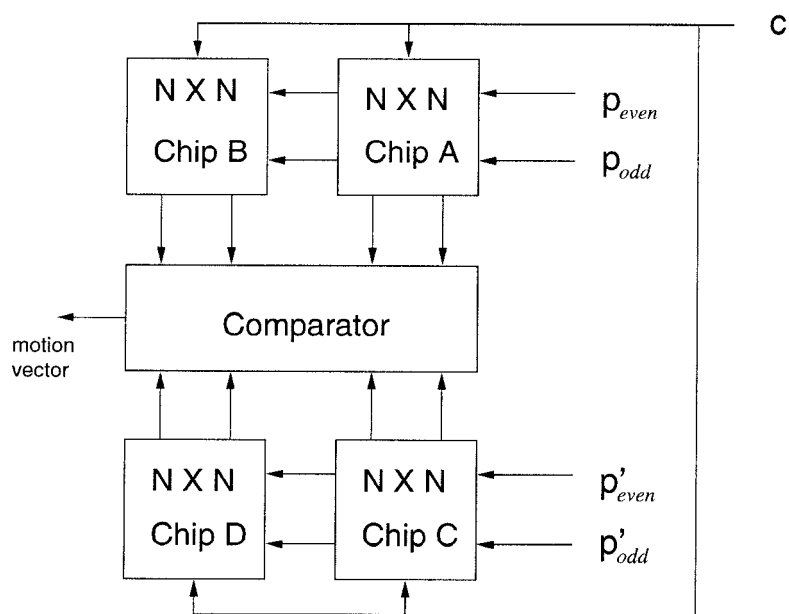 c
N X N
Chip B
N X N
Chip A
p_even
p_odd
Comparator
motion
vector
N X N
Chip D
N X N
Chip C
p'_even
p'_odd